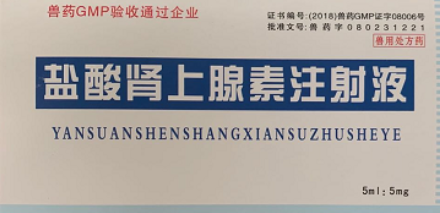 兽药GMP验收通过企业
证书编号:(2018)兽药GMP证字08006号
批准文号:兽药字080231221
兽用处方药
盐酸肾上腺素注射液
YANSUANSHENSHANGXIANSUZHUSHEYE
5ml:5mg